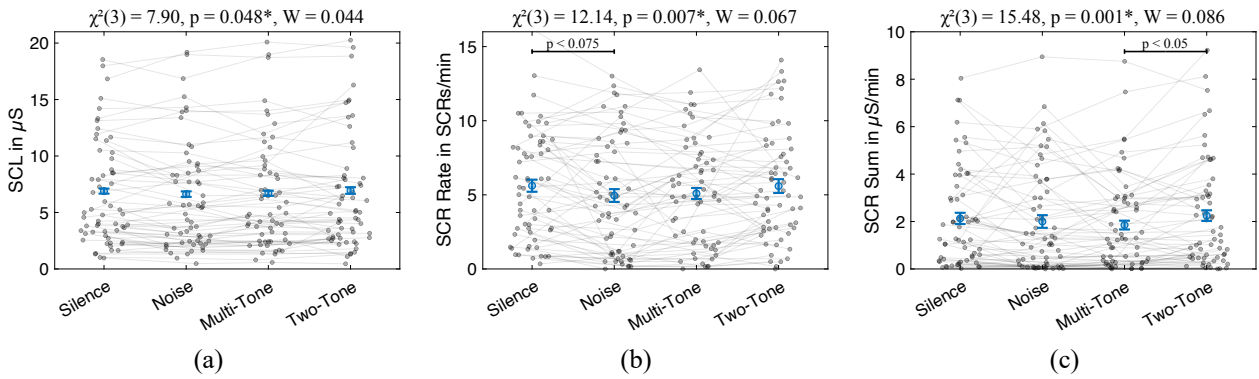 χ²(3) = 7.90, p = 0.048*, W = 0.044
SCL in µS
20
15
10
5
0
Silence
Noise
Multi-Tone
Two-Tone
(a)
χ²(3) = 12.14, p = 0.007*, W = 0.067
p < 0.075
SCR Rate in SCRs/min
15
10
5
0
Silence
Noise
Multi-Tone
Two-Tone
(b)
χ²(3) = 15.48, p = 0.001*, W = 0.086
p < 0.05
SCR Sum in µS/min
10
8
6
4
2
0
Silence
Noise
Multi-Tone
Two-Tone
(c)